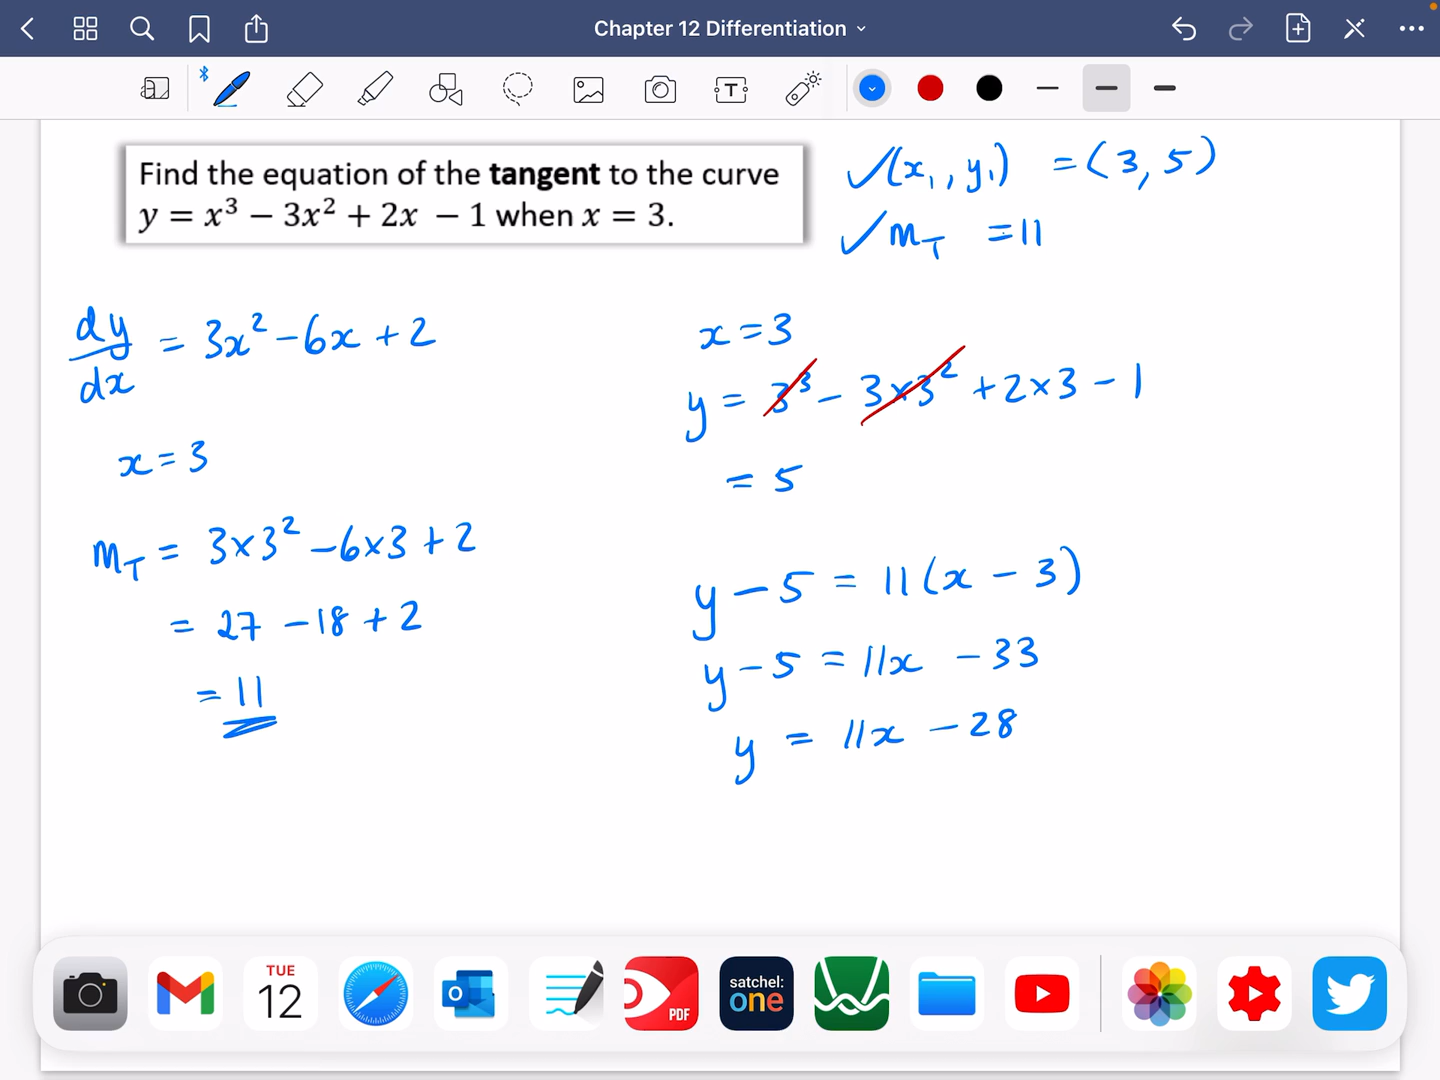 Chapter 12 Differentiation
Find the equation of the tangent to the curve
y = x³ − 3x² + 2x − 1 when x = 3.
✓(x₁, y₁) = (3, 5)
✓m_T = 11
dy/dx = 3x² − 6x + 2
x = 3
m_T = 3×3² − 6×3 + 2
= 27 − 18 + 2
= 11
x = 3
y = 3³ − 3×3² + 2×3 − 1
= 5
y − 5 = 11(x − 3)
y − 5 = 11x − 33
y = 11x − 28
TUE
12
O
PDF
satchel:
one